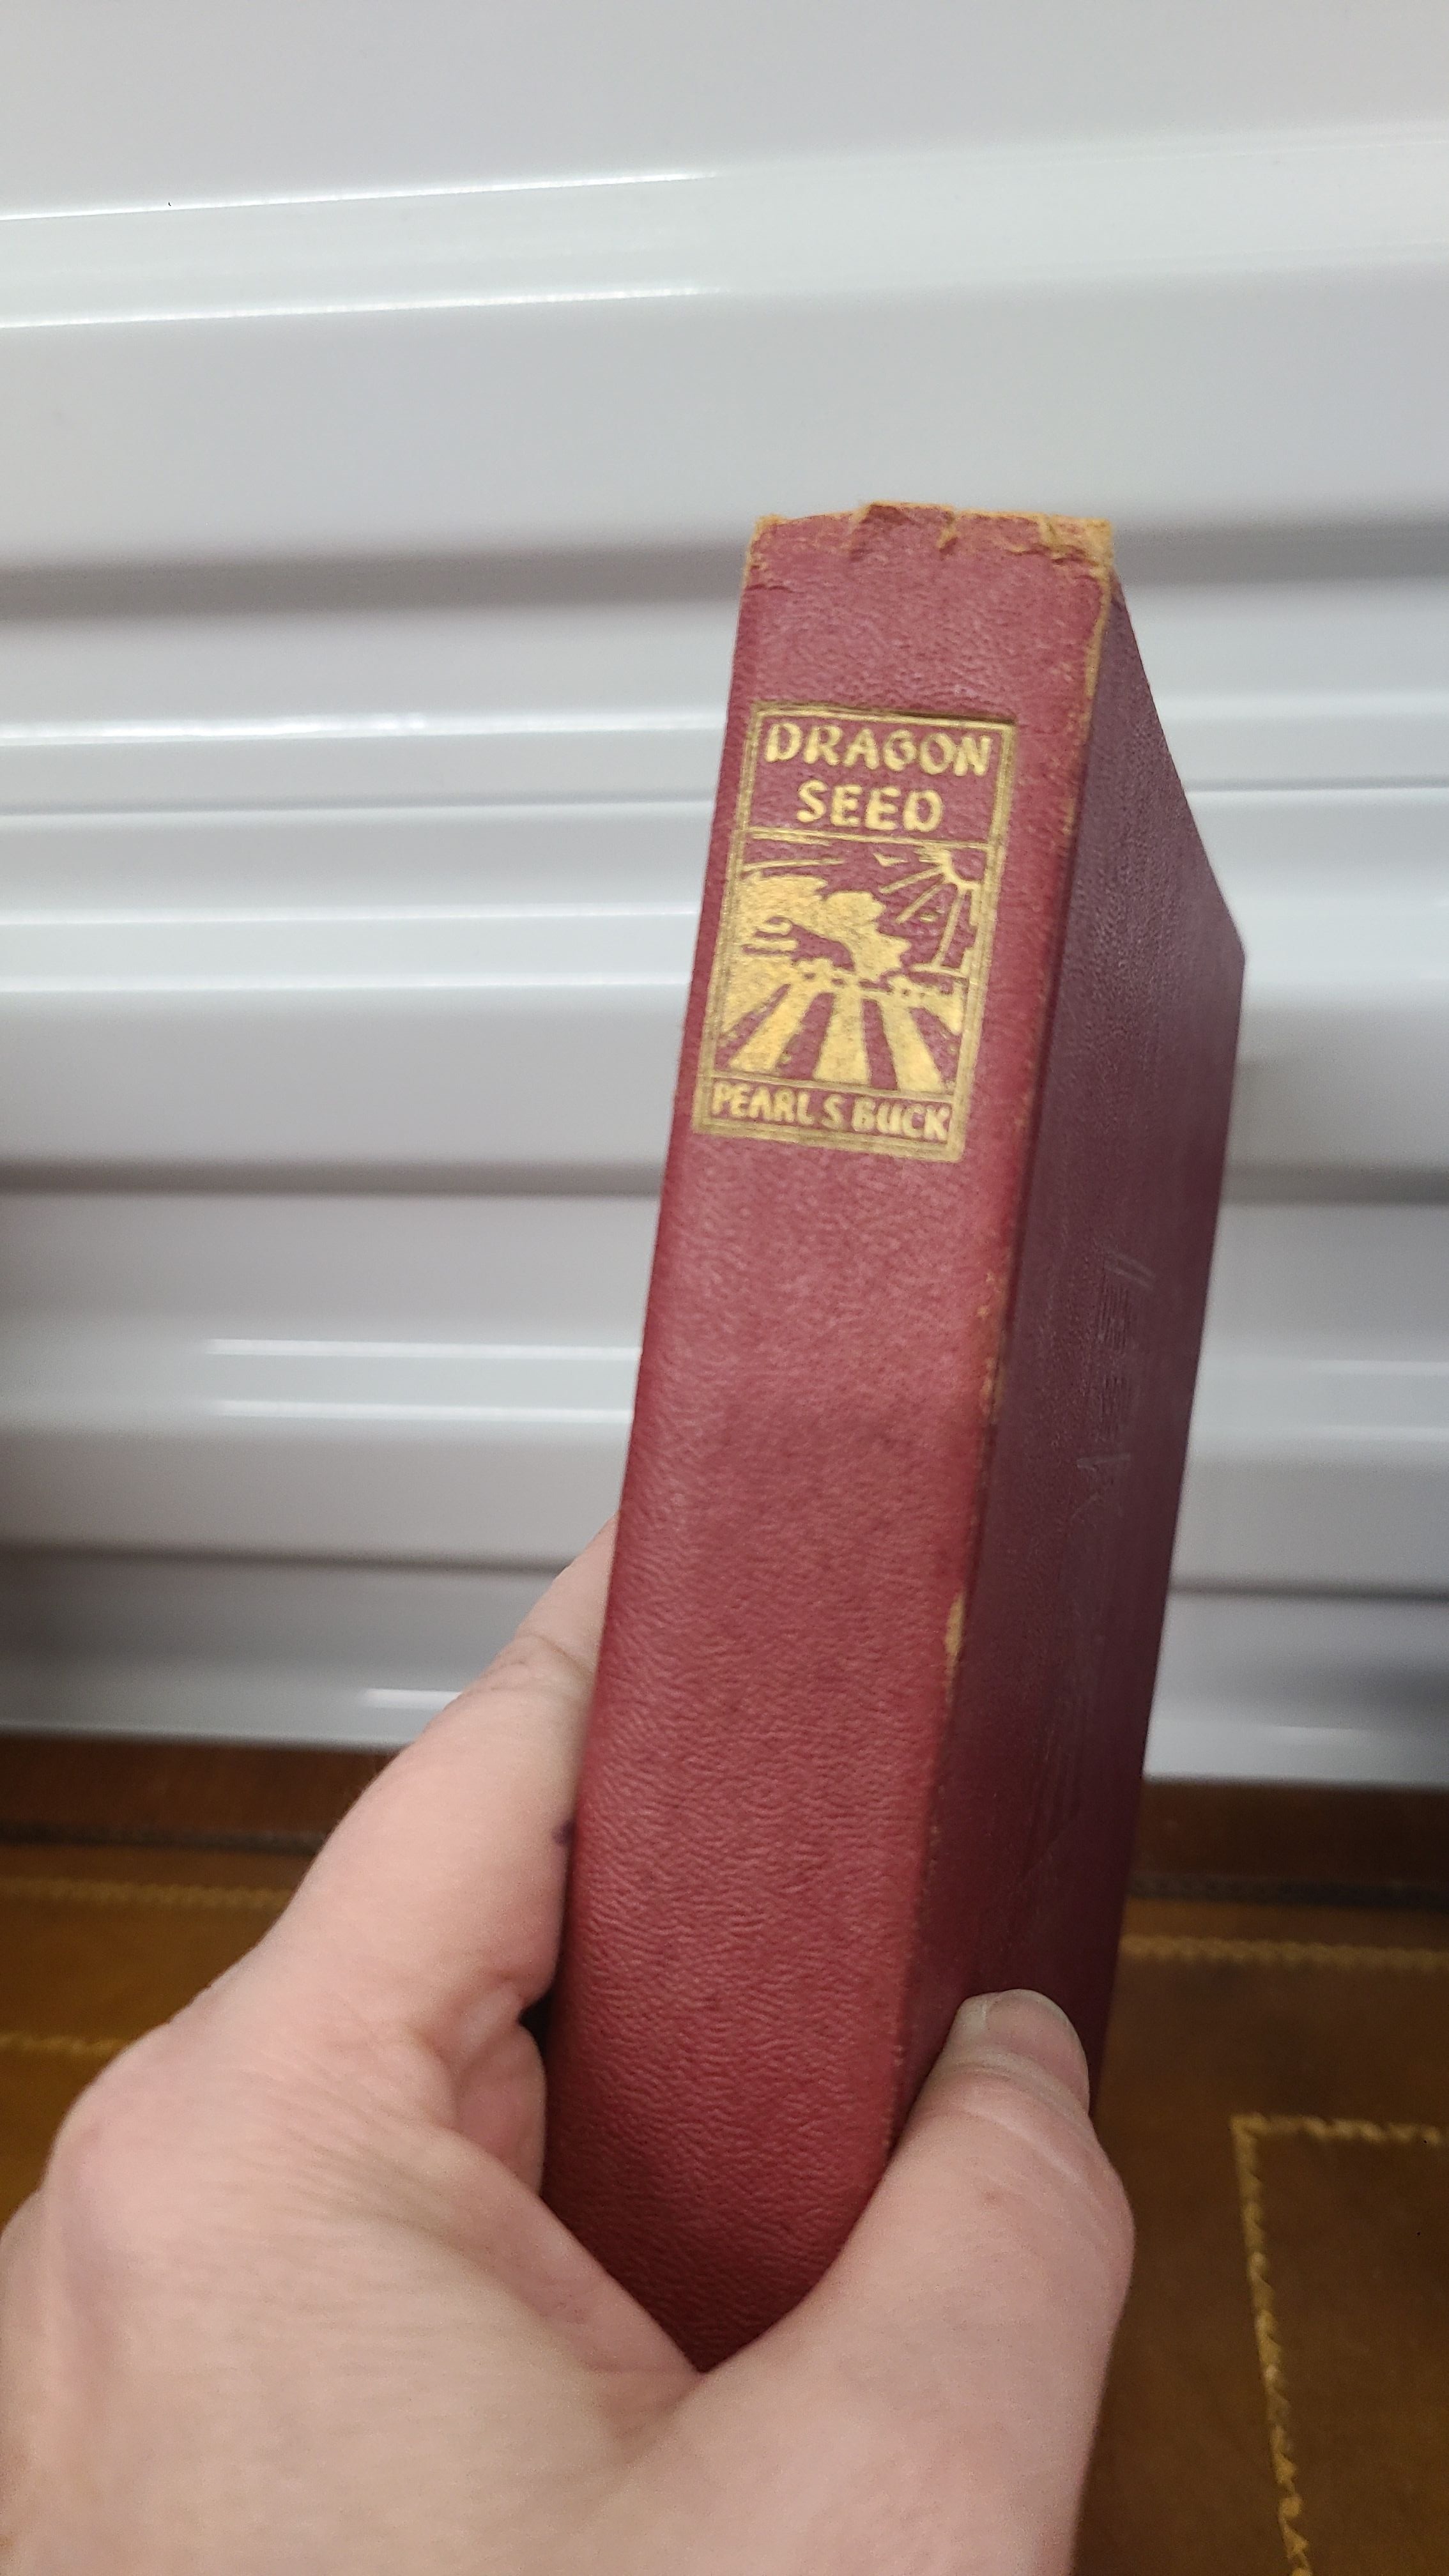 DRAGON
SEED
PEARL S. BUCK